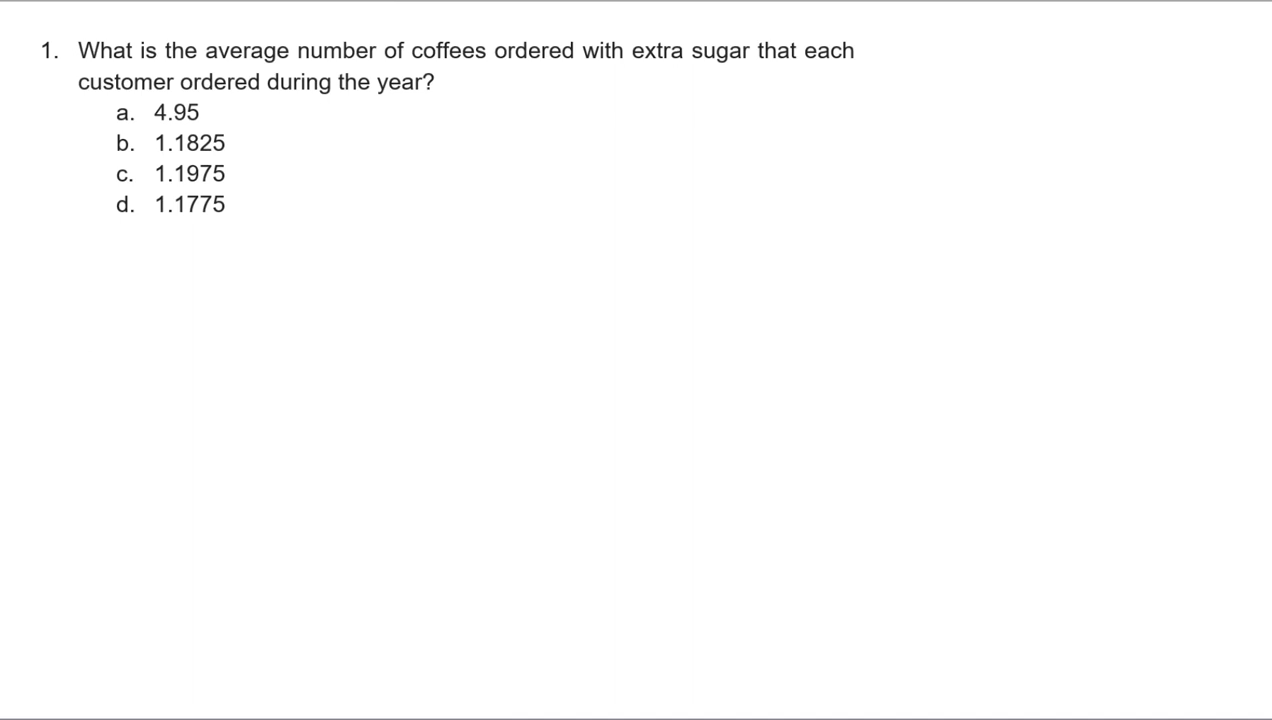 1. What is the average number of coffees ordered with extra sugar that each
customer ordered during the year?
a. 4.95
b. 1.1825
c. 1.1975
d. 1.1775